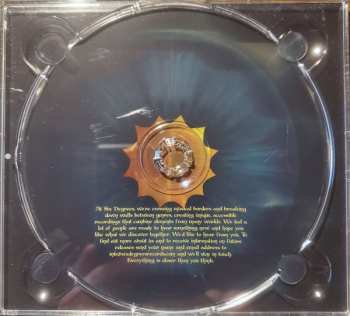 At Six Degrees, we're crossing musical borders and breaking
down walls between genres, creating unique, accessible
recordings that combine elements from many worlds. We feel a
lot of people are ready to hear something new and hope you
like what we discover together. We'd like to hear from you. To
find out more about us and to receive information on future
releases send your name and email address to
and we'll stay in touch.
Everything is closer than you think.